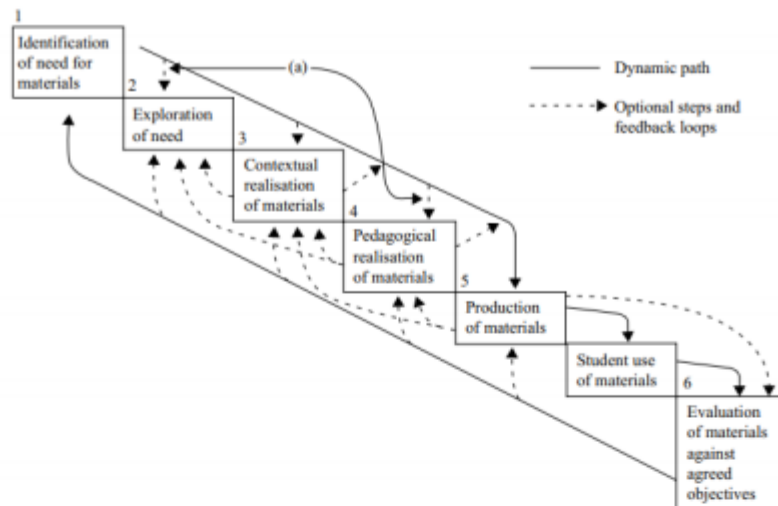 1
Identification
of need for
materials
2
Exploration
of need
3
Contextual
realisation
of materials
4
Pedagogical
realisation
of materials
5
Production
of materials
Student use
of materials
6
Evaluation
of materials
against
agreed
objectives
(a)
Dynamic path
Optional steps and
feedback loops